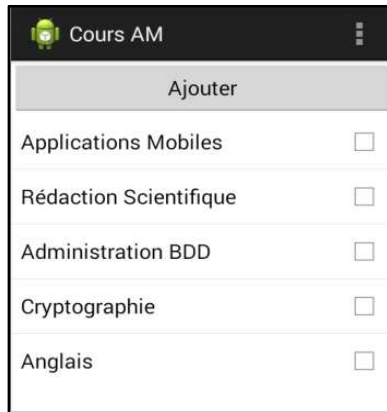 Cours AM
Ajouter
Applications Mobiles
Rédaction Scientifique
Administration BDD
Cryptographie
Anglais